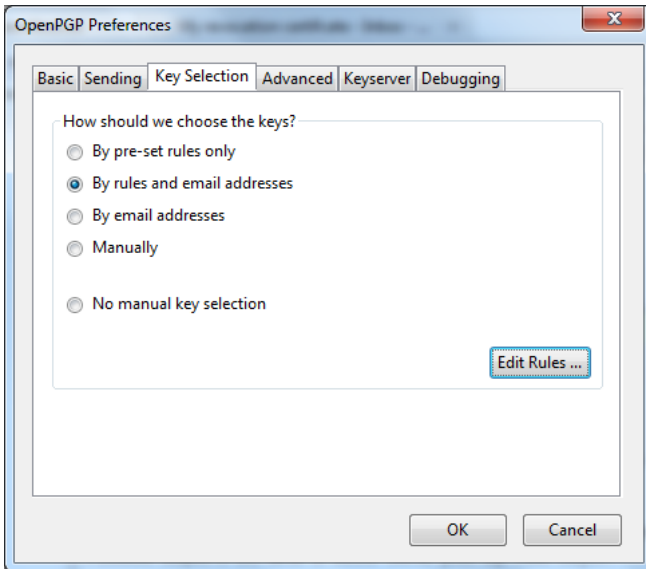 OpenPGP Preferences
Basic Sending Key Selection Advanced Keyserver Debugging
How should we choose the keys?
By pre-set rules only
By rules and email addresses
By email addresses
Manually
No manual key selection
Edit Rules ...
OK Cancel